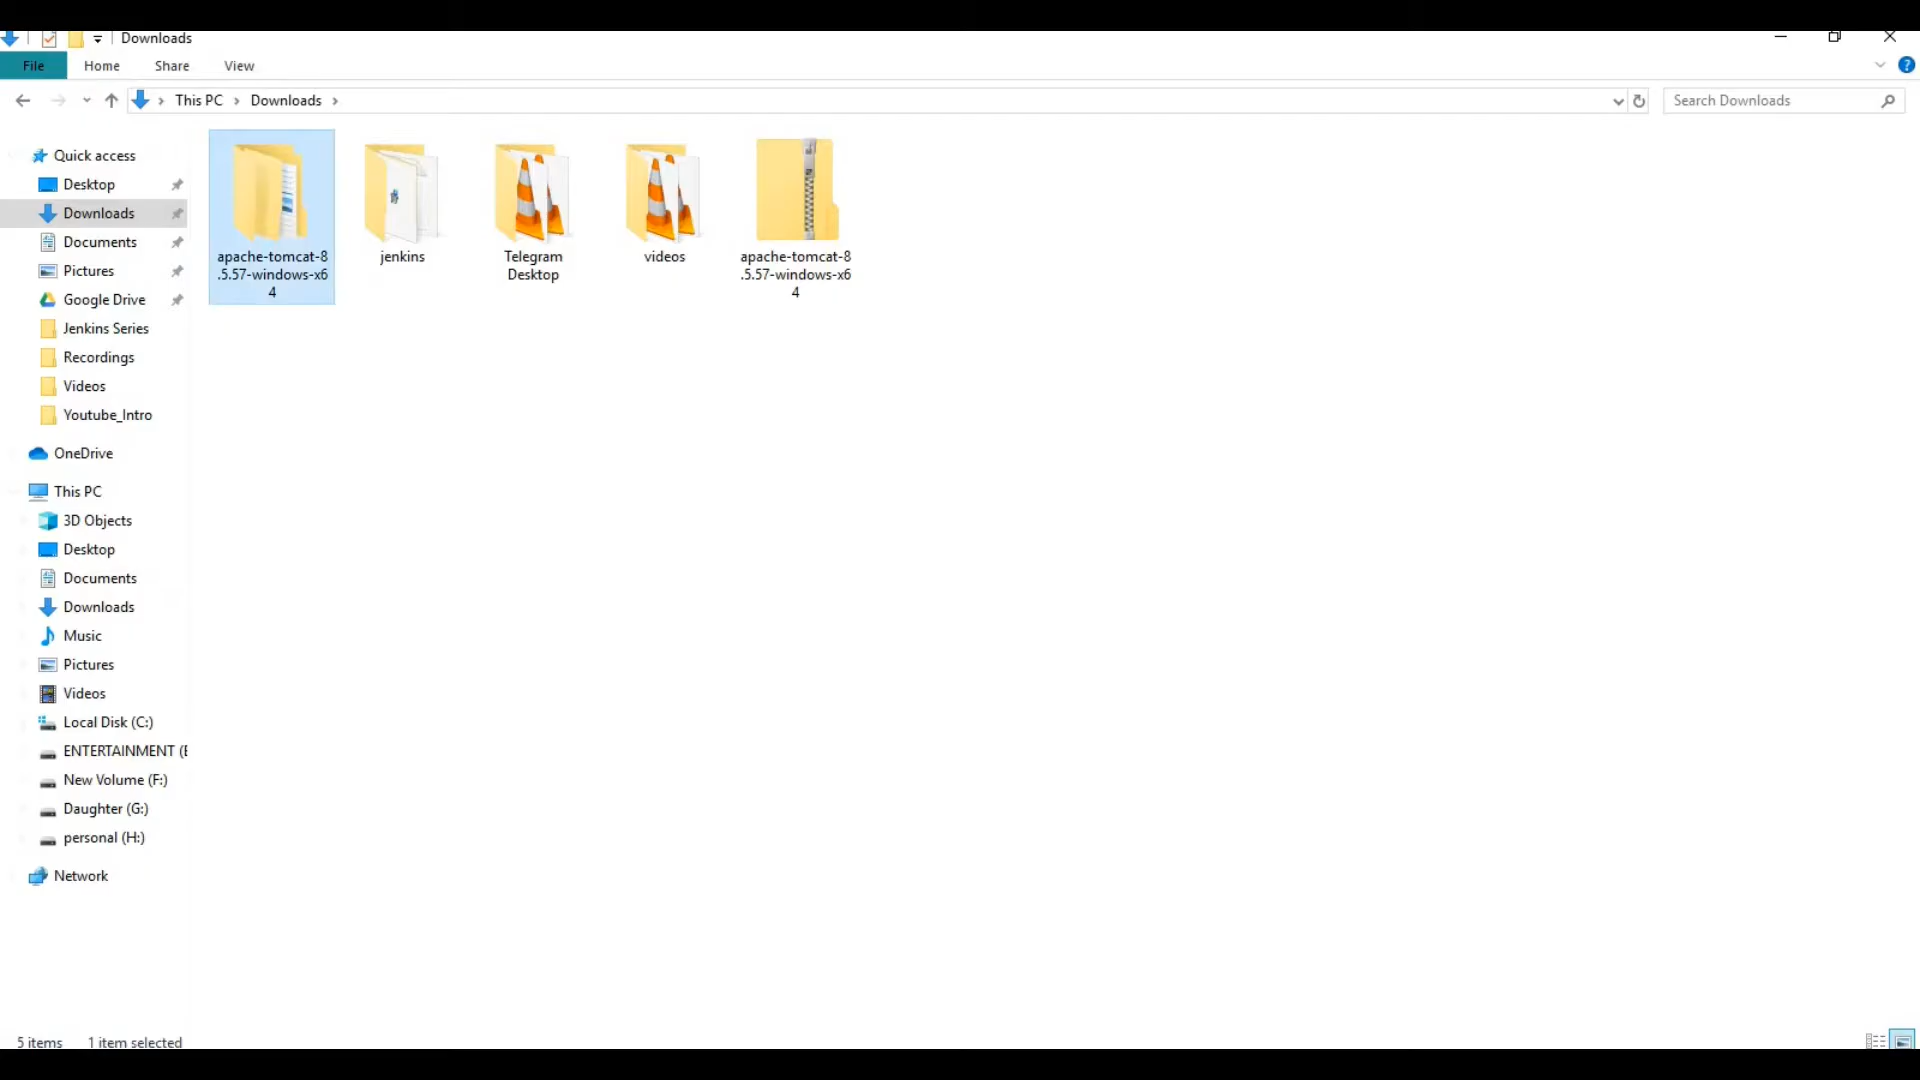 Downloads
File Home Share View
This PC Downloads
Search Downloads
Quick access
Desktop
Downloads
Documents
Pictures
Google Drive
Jenkins Series
Recordings
Videos
Youtube_Intro
OneDrive
This PC
3D Objects
Desktop
Documents
Downloads
Music
Pictures
Videos
Local Disk (C:)
ENTERTAINMENT (E
New Volume (F:)
Daughter (G:)
personal (H:)
Network
apache-tomcat-8
.5.57-windows-x6
4
jenkins
Telegram
Desktop
videos
apache-tomcat-8
.5.57-windows-x6
4
5 items 1 item selected